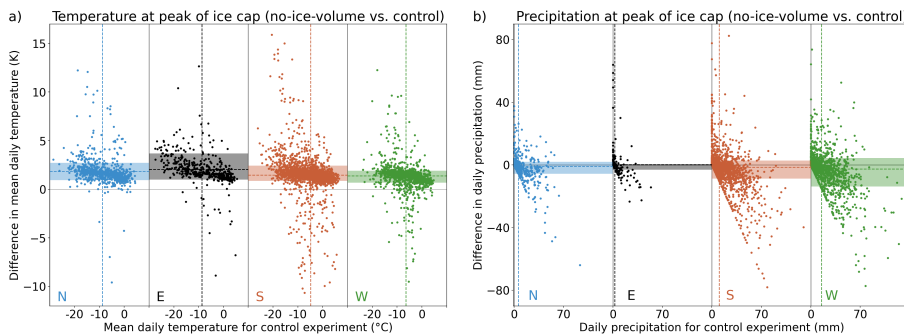 a) Temperature at peak of ice cap (no-ice-volume vs. control)
Difference in mean daily temperature (K)
15
10
5
0
−5
−10
N E S W
-20 -10 0 -20 -10 0 -20 -10 0 -20 -10 0
Mean daily temperature for control experiment (°C)
b) Precipitation at peak of ice cap (no-ice-volume vs. control)
Difference in daily precipitation (mm)
80
40
0
−40
−80
N E S W
0 70 0 70 0 70 0 70
Daily precipitation for control experiment (mm)